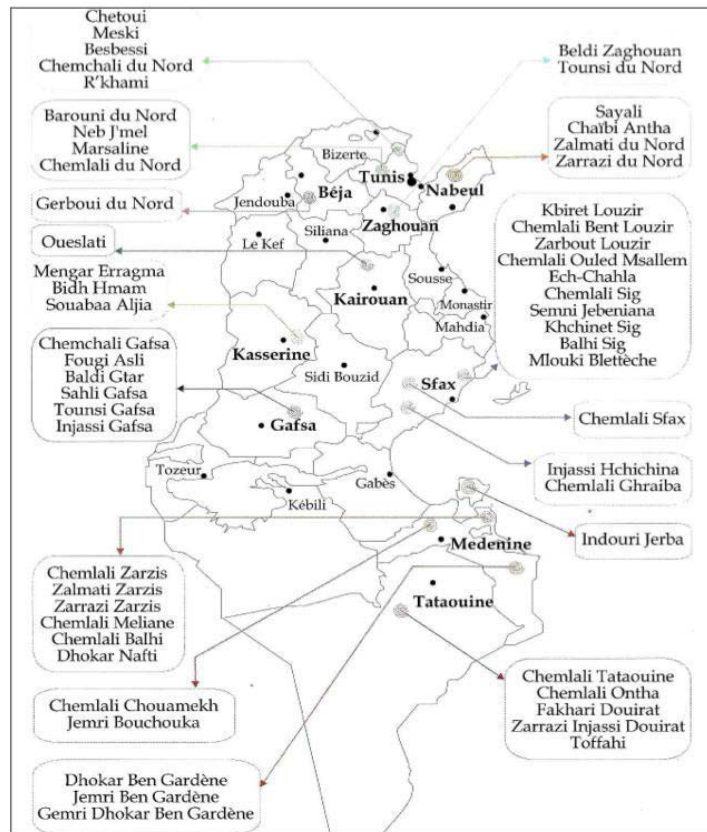 Chetoui
Meski
Besbessi
Chemchali du Nord
R'khami
Beldi Zaghouan
Tounsi du Nord
Barouni du Nord
Neb J'mel
Marsaline
Chemlali du Nord
Sayali
Chaïbi Antha
Zalmati du Nord
Zarrazi du Nord
Gerboui du Nord
Oueslati
Mengar Erragma
Bidh Hmam
Souabaa Aljia
Kbiret Louzir
Chemlali Bent Louzir
Zarbout Louzir
Chemlali Ouled Msallem
Ech-Chahla
Chemlali Sig
Semni Jebeniana
Khchinet Sig
Balhi Sig
Mlouki Blettèche
Chemchali Gafsa
Fougi Asli
Baldi Gtar
Sahli Gafsa
Tounsi Gafsa
Injassi Gafsa
Chemlali Sfax
Injassi Hchichina
Chemlali Ghraiba
Indouri Jerba
Chemlali Zarzis
Zalmati Zarzis
Zarrazi Zarzis
Chemlali Meliane
Chemlali Balhi
Dhokar Nafti
Chemlali Chouamekh
Jemri Bouchouka
Chemlali Tataouine
Chemlali Ontha
Fakhari Douirat
Zarrazi Injassi Douirat
Toffahi
Dhokar Ben Gardène
Jemri Ben Gardène
Gemri Dhokar Ben Gardène
Bizerte
Tunis
Nabeul
Béja
Jendouba
Zaghouan
Siliana
Le Kef
Sousse
Kairouan
Monastir
Mahdia
Kasserine
Sidi Bouzid
Sfax
Gafsa
Tozeur
Gabès
Kébili
Medenine
Tataouine